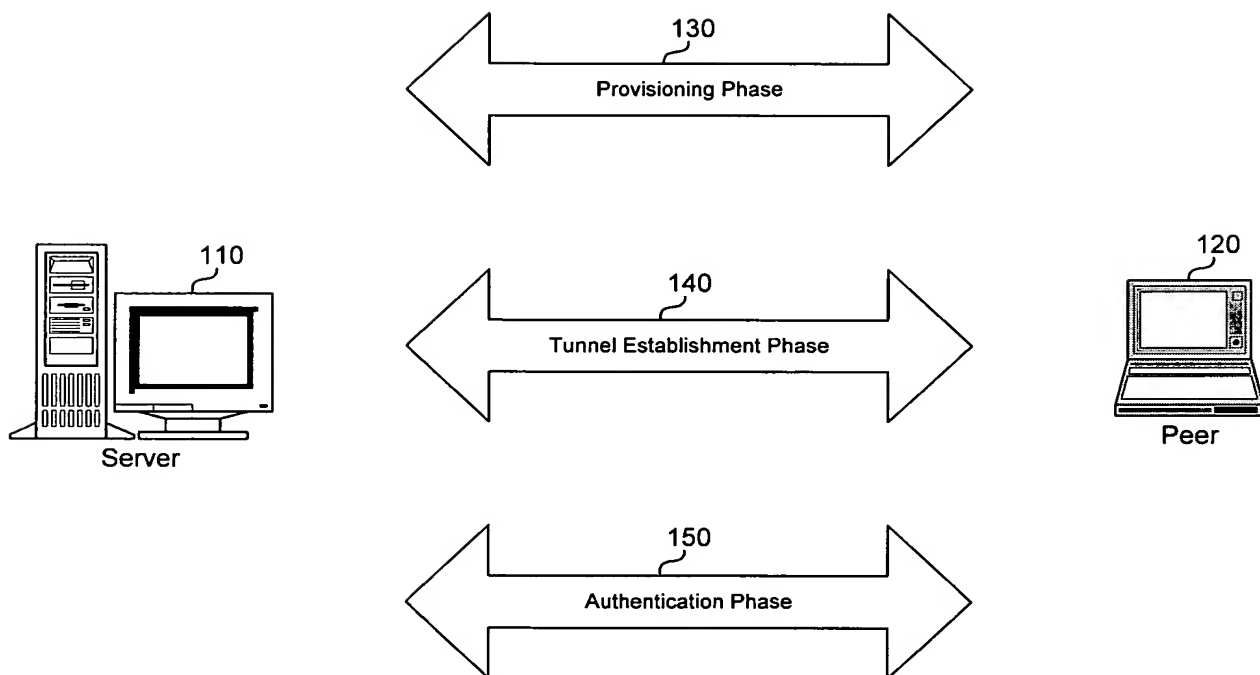 130
Provisioning Phase
110
140
120
Tunnel Establishment Phase
Server
Peer
150
Authentication Phase